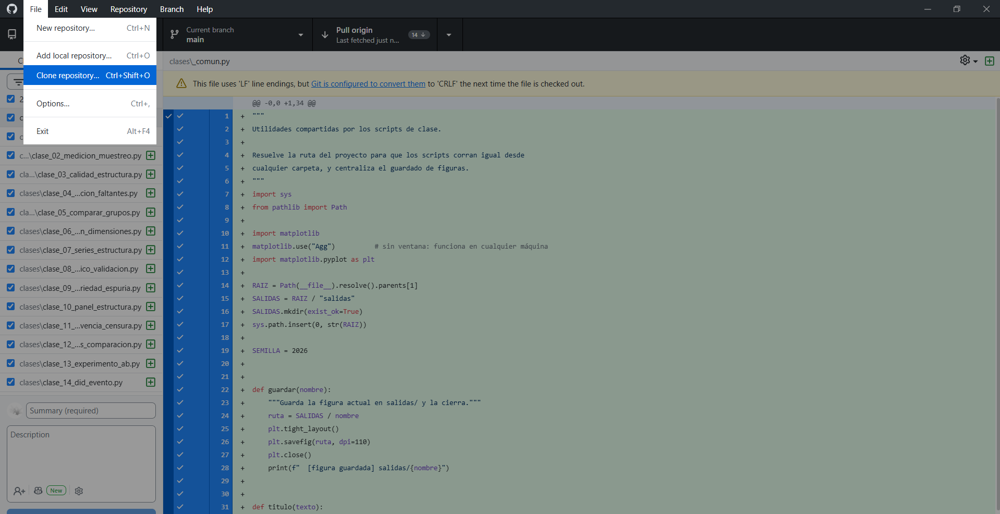 File Edit View Repository Branch Help
New repository... Ctrl+N
Add local repository... Ctrl+O
Clone repository... Ctrl+Shift+O
Options... Ctrl+,
Exit Alt+F4
Current branch
main
Pull origin
Last fetched just n...
14
clases\_comun.py
This file uses 'LF' line endings, but Git is configured to convert them to 'CRLF' the next time the file is checked out.
c...\clase_02_medicion_muestreo.py
cla...\clase_03_calidad_estructura.py
clases\clase_04_...cion_faltantes.py
cla...\clase_05_comparar_grupos.py
clases\clase_06_...n_dimensiones.py
clases\clase_07_series_estructura.py
clases\clase_08_...ico_validacion.py
clases\clase_09_...riedad_espuria.py
clases\clase_10_panel_estructura.py
clases\clase_11_...vencia_censura.py
clases\clase_12_...s_comparacion.py
clases\clase_13_experimento_ab.py
clases\clase_14_did_evento.py
Summary (required)
Description
New
@@ -0,0 +1,34 @@
1 + """
2 + Utilidades compartidas por los scripts de clase.
3 +
4 + Resuelve la ruta del proyecto para que los scripts corran igual desde
5 + cualquier carpeta, y centraliza el guardado de figuras.
6 + """
7 + import sys
8 + from pathlib import Path
9 +
10 + import matplotlib
11 + matplotlib.use("Agg") # sin ventana: funciona en cualquier máquina
12 + import matplotlib.pyplot as plt
13 +
14 + RAIZ = Path(__file__).resolve().parents[1]
15 + SALIDAS = RAIZ / "salidas"
16 + SALIDAS.mkdir(exist_ok=True)
17 + sys.path.insert(0, str(RAIZ))
18 +
19 + SEMILLA = 2026
20 +
21 +
22 + def guardar(nombre):
23 + """Guarda la figura actual en salidas/ y la cierra."""
24 + ruta = SALIDAS / nombre
25 + plt.tight_layout()
26 + plt.savefig(ruta, dpi=110)
27 + plt.close()
28 + print(f" [figura guardada] salidas/{nombre}")
29 +
30 +
31 + def titulo(texto):